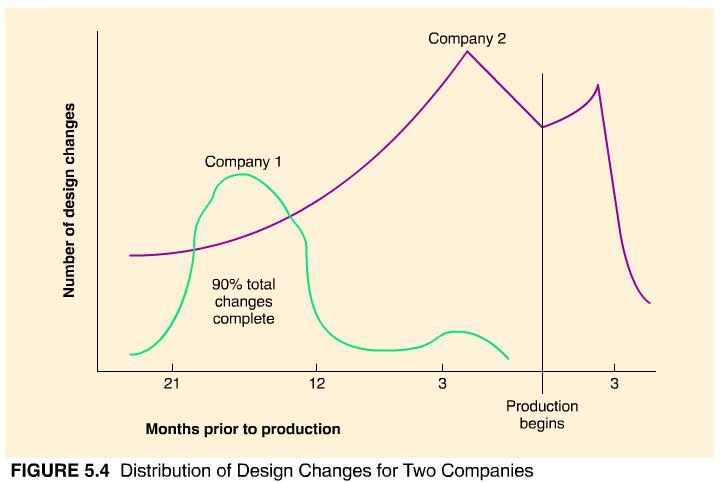 Company 2
Number of design changes
Company 1
90% total
changes
complete
21
12
3
3
Production
begins
Months prior to production
FIGURE 5.4 Distribution of Design Changes for Two Companies